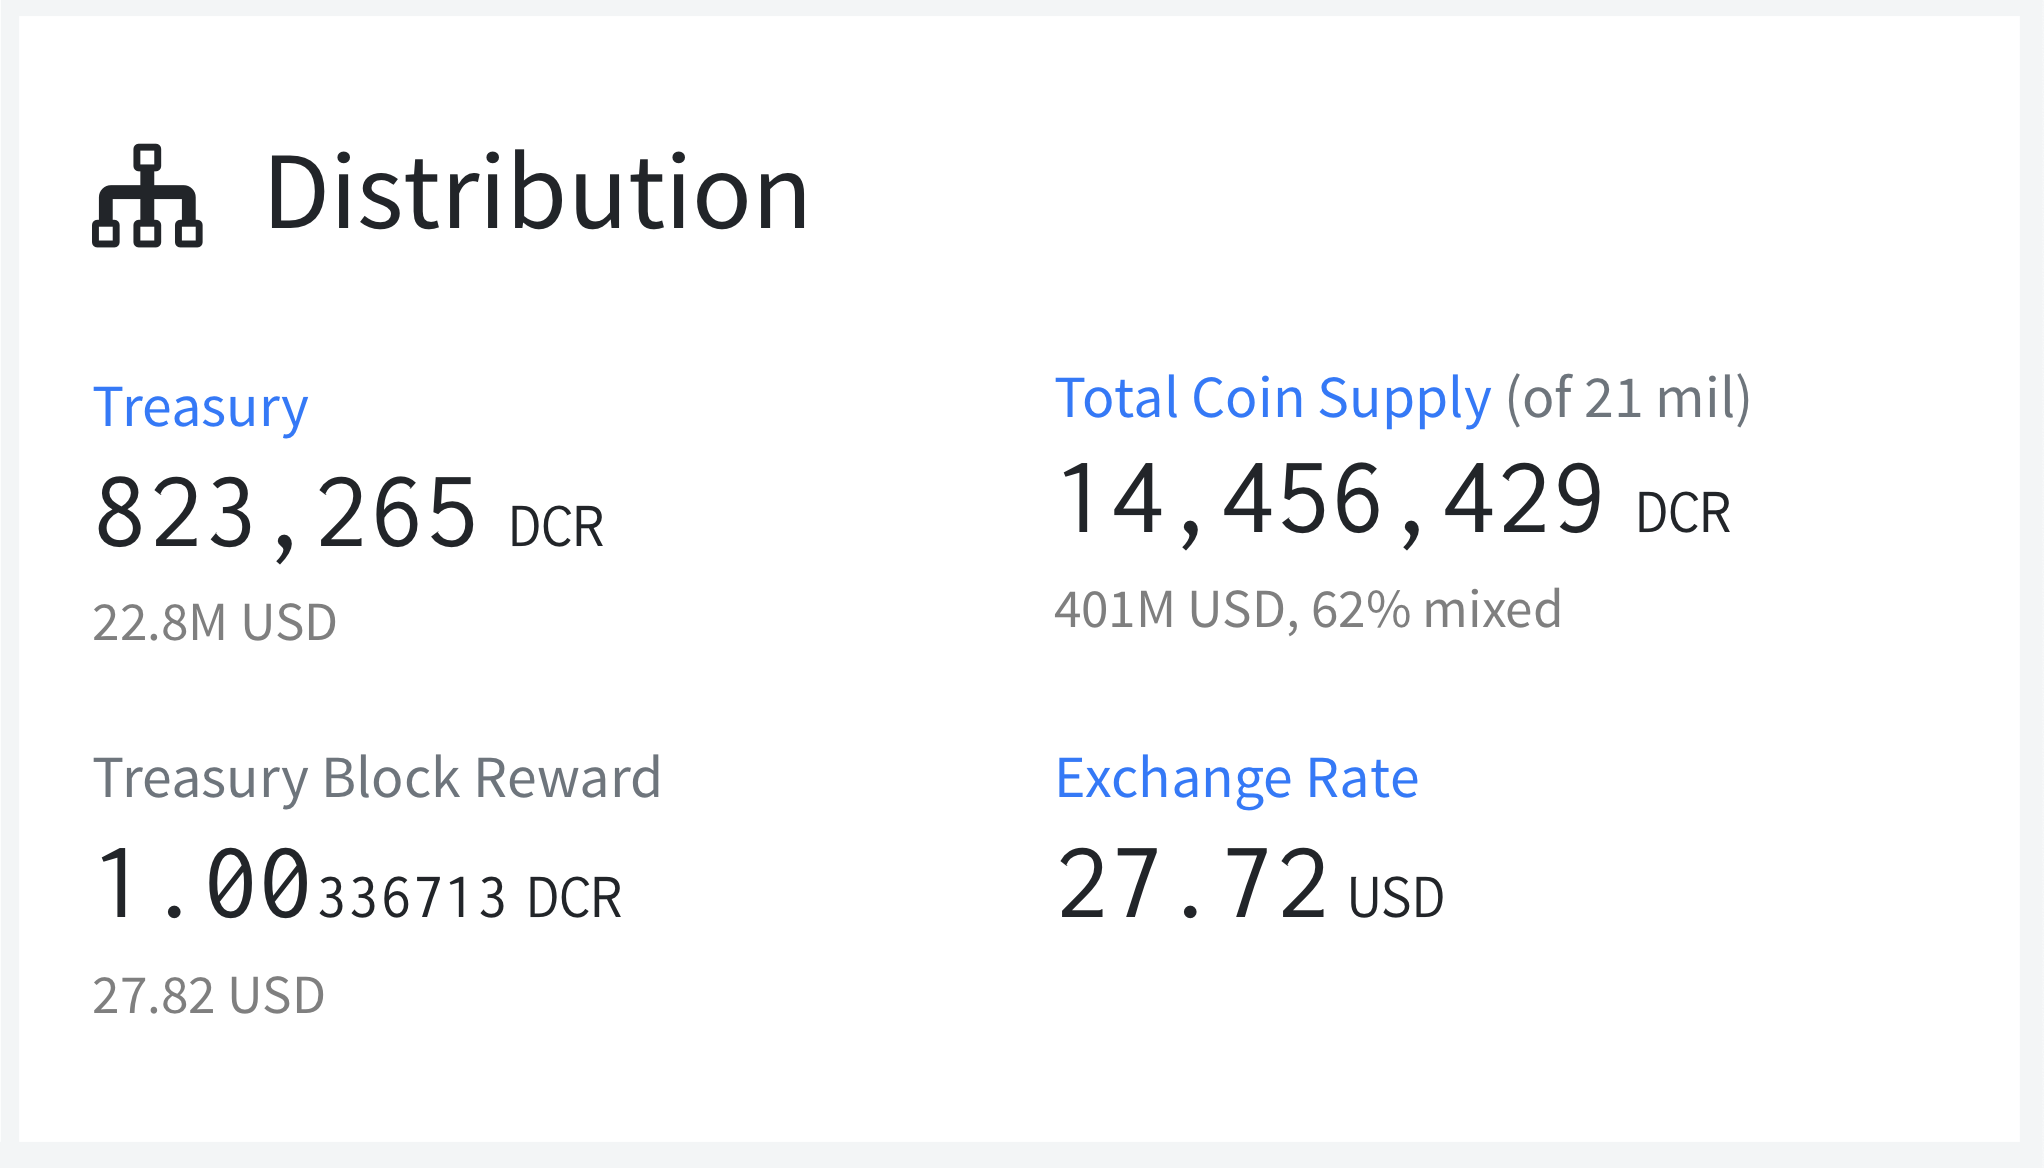 Distribution
Treasury
823,265 DCR
22.8M USD
Total Coin Supply (of 21 mil)
14,456,429 DCR
401M USD, 62% mixed
Treasury Block Reward
1.00336713 DCR
27.82 USD
Exchange Rate
27.72 USD